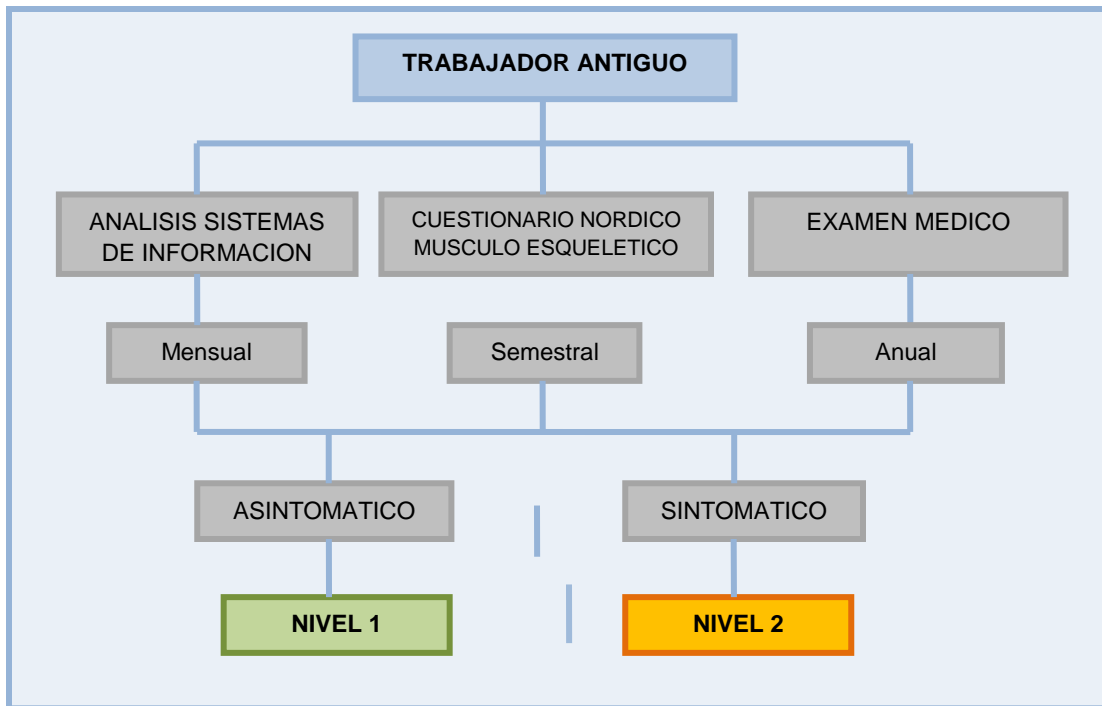 TRABAJADOR ANTIGUO
ANALISIS SISTEMAS
DE INFORMACION
CUESTIONARIO NORDICO
MUSCULO ESQUELETICO
EXAMEN MEDICO
Mensual
Semestral
Anual
ASINTOMATICO
SINTOMATICO
NIVEL 1
NIVEL 2